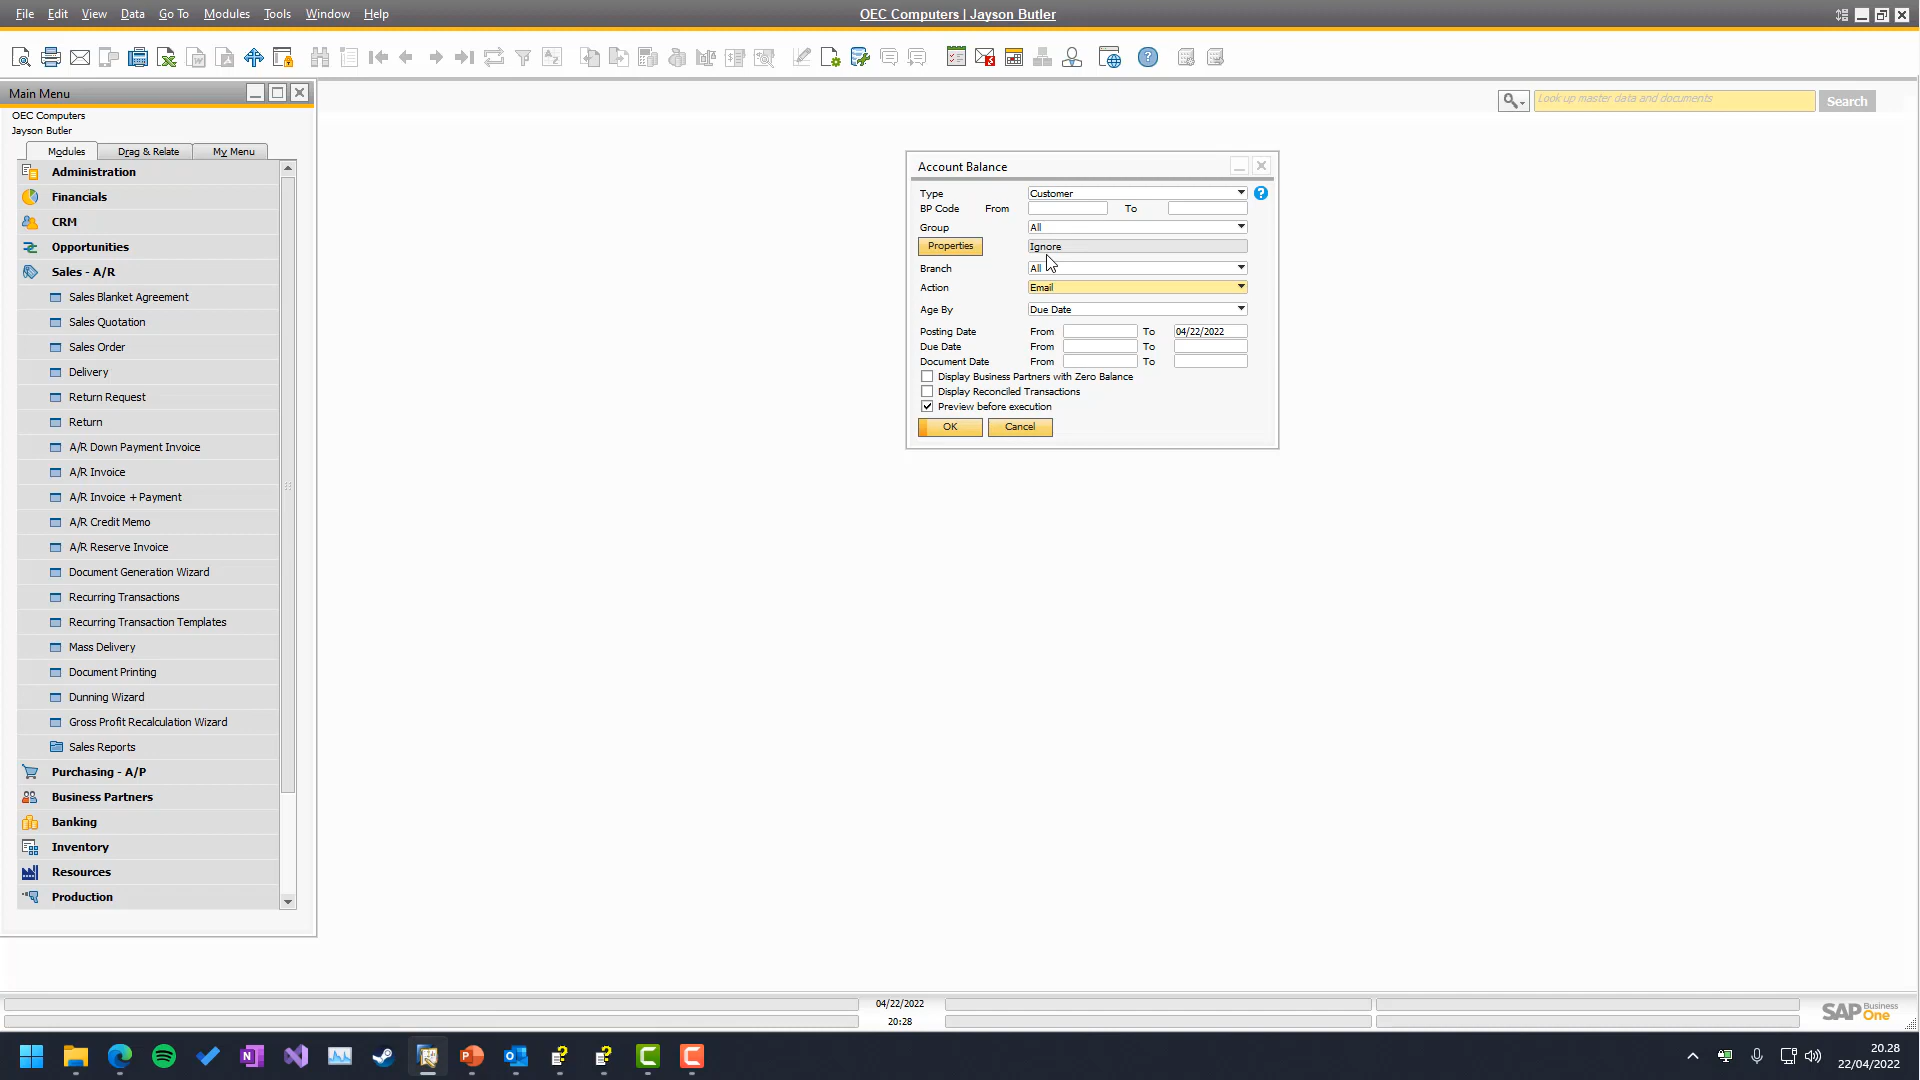 File Edit View Data Go To Modules Tools Window Help
OEC Computers | Jayson Butler
Main Menu
OEC Computers
Jayson Butler
Modules Drag & Relate My Menu
Administration
Financials
CRM
Opportunities
Sales - A/R
Sales Blanket Agreement
Sales Quotation
Sales Order
Delivery
Return Request
Return
A/R Down Payment Invoice
A/R Invoice
A/R Invoice + Payment
A/R Credit Memo
A/R Reserve Invoice
Document Generation Wizard
Recurring Transactions
Recurring Transaction Templates
Mass Delivery
Document Printing
Dunning Wizard
Gross Profit Recalculation Wizard
Sales Reports
Purchasing - A/P
Business Partners
Banking
Inventory
Resources
Production
Look up master data and documents Search
Account Balance
Type Customer
BP Code From To
Group All
Properties Ignore
Branch All
Action Email
Age By Due Date
Posting Date From To 04/22/2022
Due Date From To
Document Date From To
Display Business Partners with Zero Balance
Display Reconciled Transactions
Preview before execution
OK Cancel
04/22/2022
20:28
SAP Business One
20.28
22/04/2022